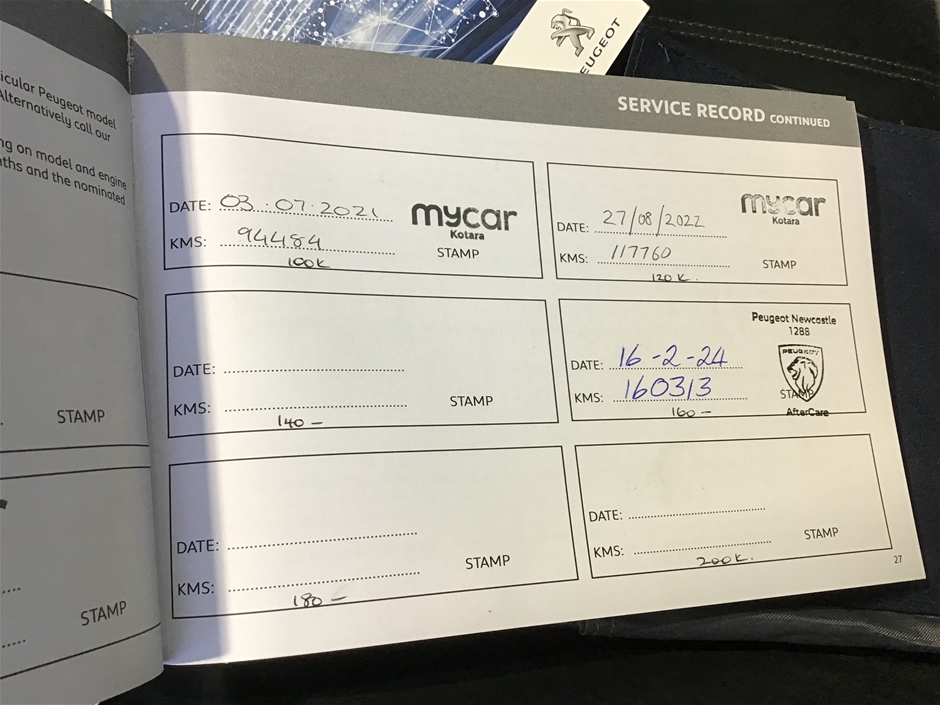 icular Peugeot model
Alternatively call our
ng on model and engine
nths and the nominated
STAMP
STAMP
PEUGEOT
SERVICE RECORD CONTINUED
DATE: 03.07.2021
KMS: 94484
100K
mycar
Kotara
STAMP
DATE: 27/08/2022
KMS: 117760
120K.
mycar
Kotara
STAMP
DATE:
KMS:
140 -
STAMP
Peugeot Newcastle
1288
DATE: 16-2-24
KMS: 160313
160 -
PEUGEOT
STAMP
AfterCare
DATE:
KMS:
180 -
STAMP
DATE:
KMS:
200K.
STAMP
27